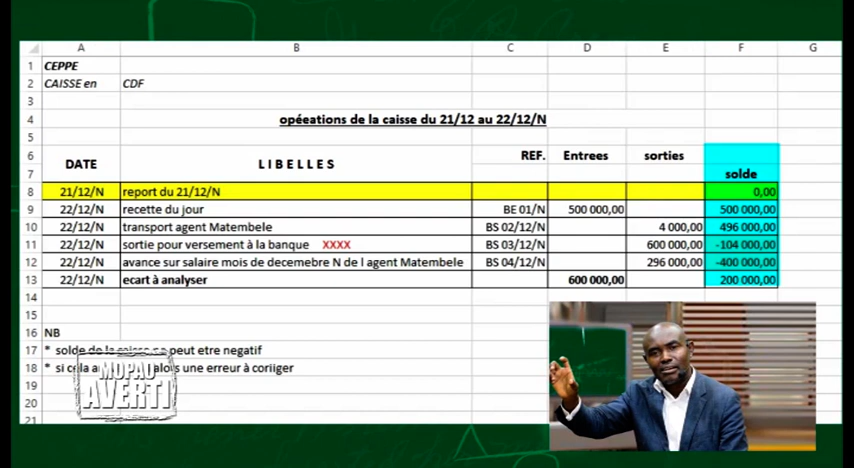 A B C D E F G
1 CEPPE
2 CAISSE en CDF
3
4 opéeations de la caisse du 21/12 au 22/12/N
5
6 DATE LIBELLES REF. Entrees sorties
7 solde
8 21/12/N report du 21/12/N 0,00
9 22/12/N recette du jour BE 01/N 500 000,00 500 000,00
10 22/12/N transport agent Matembele BS 02/12/N 4 000,00 496 000,00
11 22/12/N sortie pour versement à la banque XXXX BS 03/12/N 600 000,00 -104 000,00
12 22/12/N avance sur salaire mois de decemebre N de l agent Matembele BS 04/12/N 296 000,00 -400 000,00
13 22/12/N ecart à analyser 600 000,00 200 000,00
14
15
16 NB
17 * solde de la caisse ne peut etre negatif
18 * si cela alors une erreur à coriiger
19
20
21
MOPAO
AVERTI